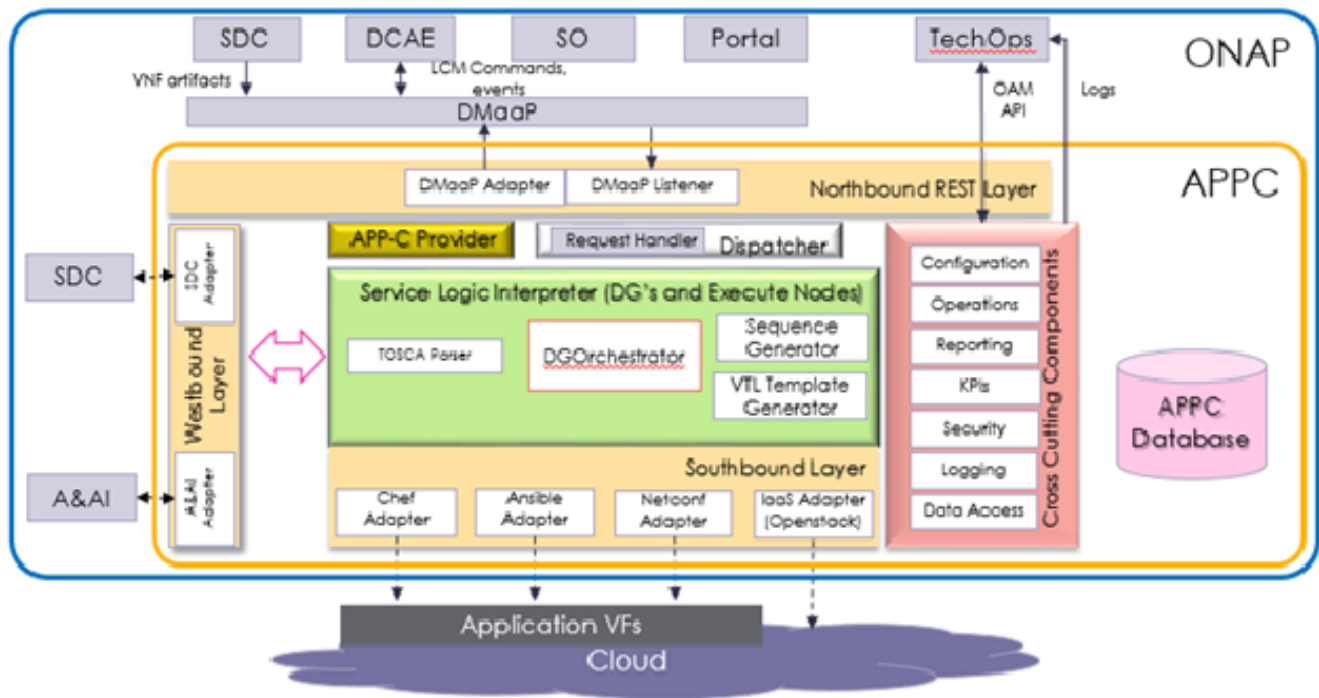 SDC
DCAE
SO
Portal
TechOps
ONAP
VNF artifacts
LCM Commands,
events
OAM
API
Logs
DMaaP
APPC
DMaaP Adapter
DMaaP Listener
Northbound REST Layer
APP-C Provider
Request Handler
Dispatcher
SDC
SDC
Adapter
Westbound
Layer
A&AI
A&AI
Adapter
Service Logic Interpreter (DG's and Execute Nodes)
TOSCA Parser
DGOrchestrator
Sequence
Generator
VTL Template
Generator
Southbound Layer
Chef
Adapter
Ansible
Adapter
Netconf
Adapter
IaaS Adapter
(Openstack)
Configuration
Operations
Reporting
KPIs
Security
Logging
Data Access
Cross Cutting Components
APPC
Database
Application VFs
Cloud